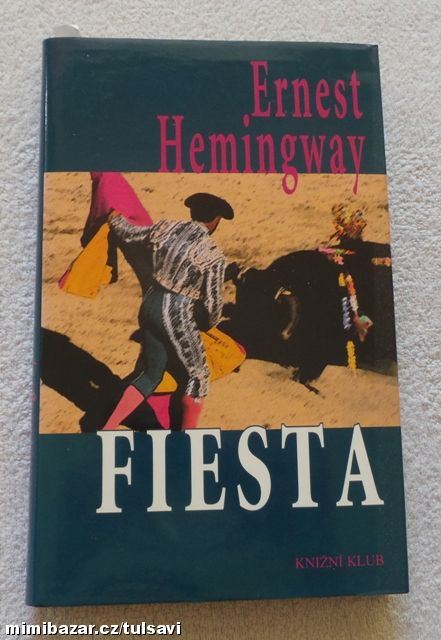 Ernest
Hemingway
FIESTA
KNIŽNÍ KLUB
mimibazar.cz/tulsavi